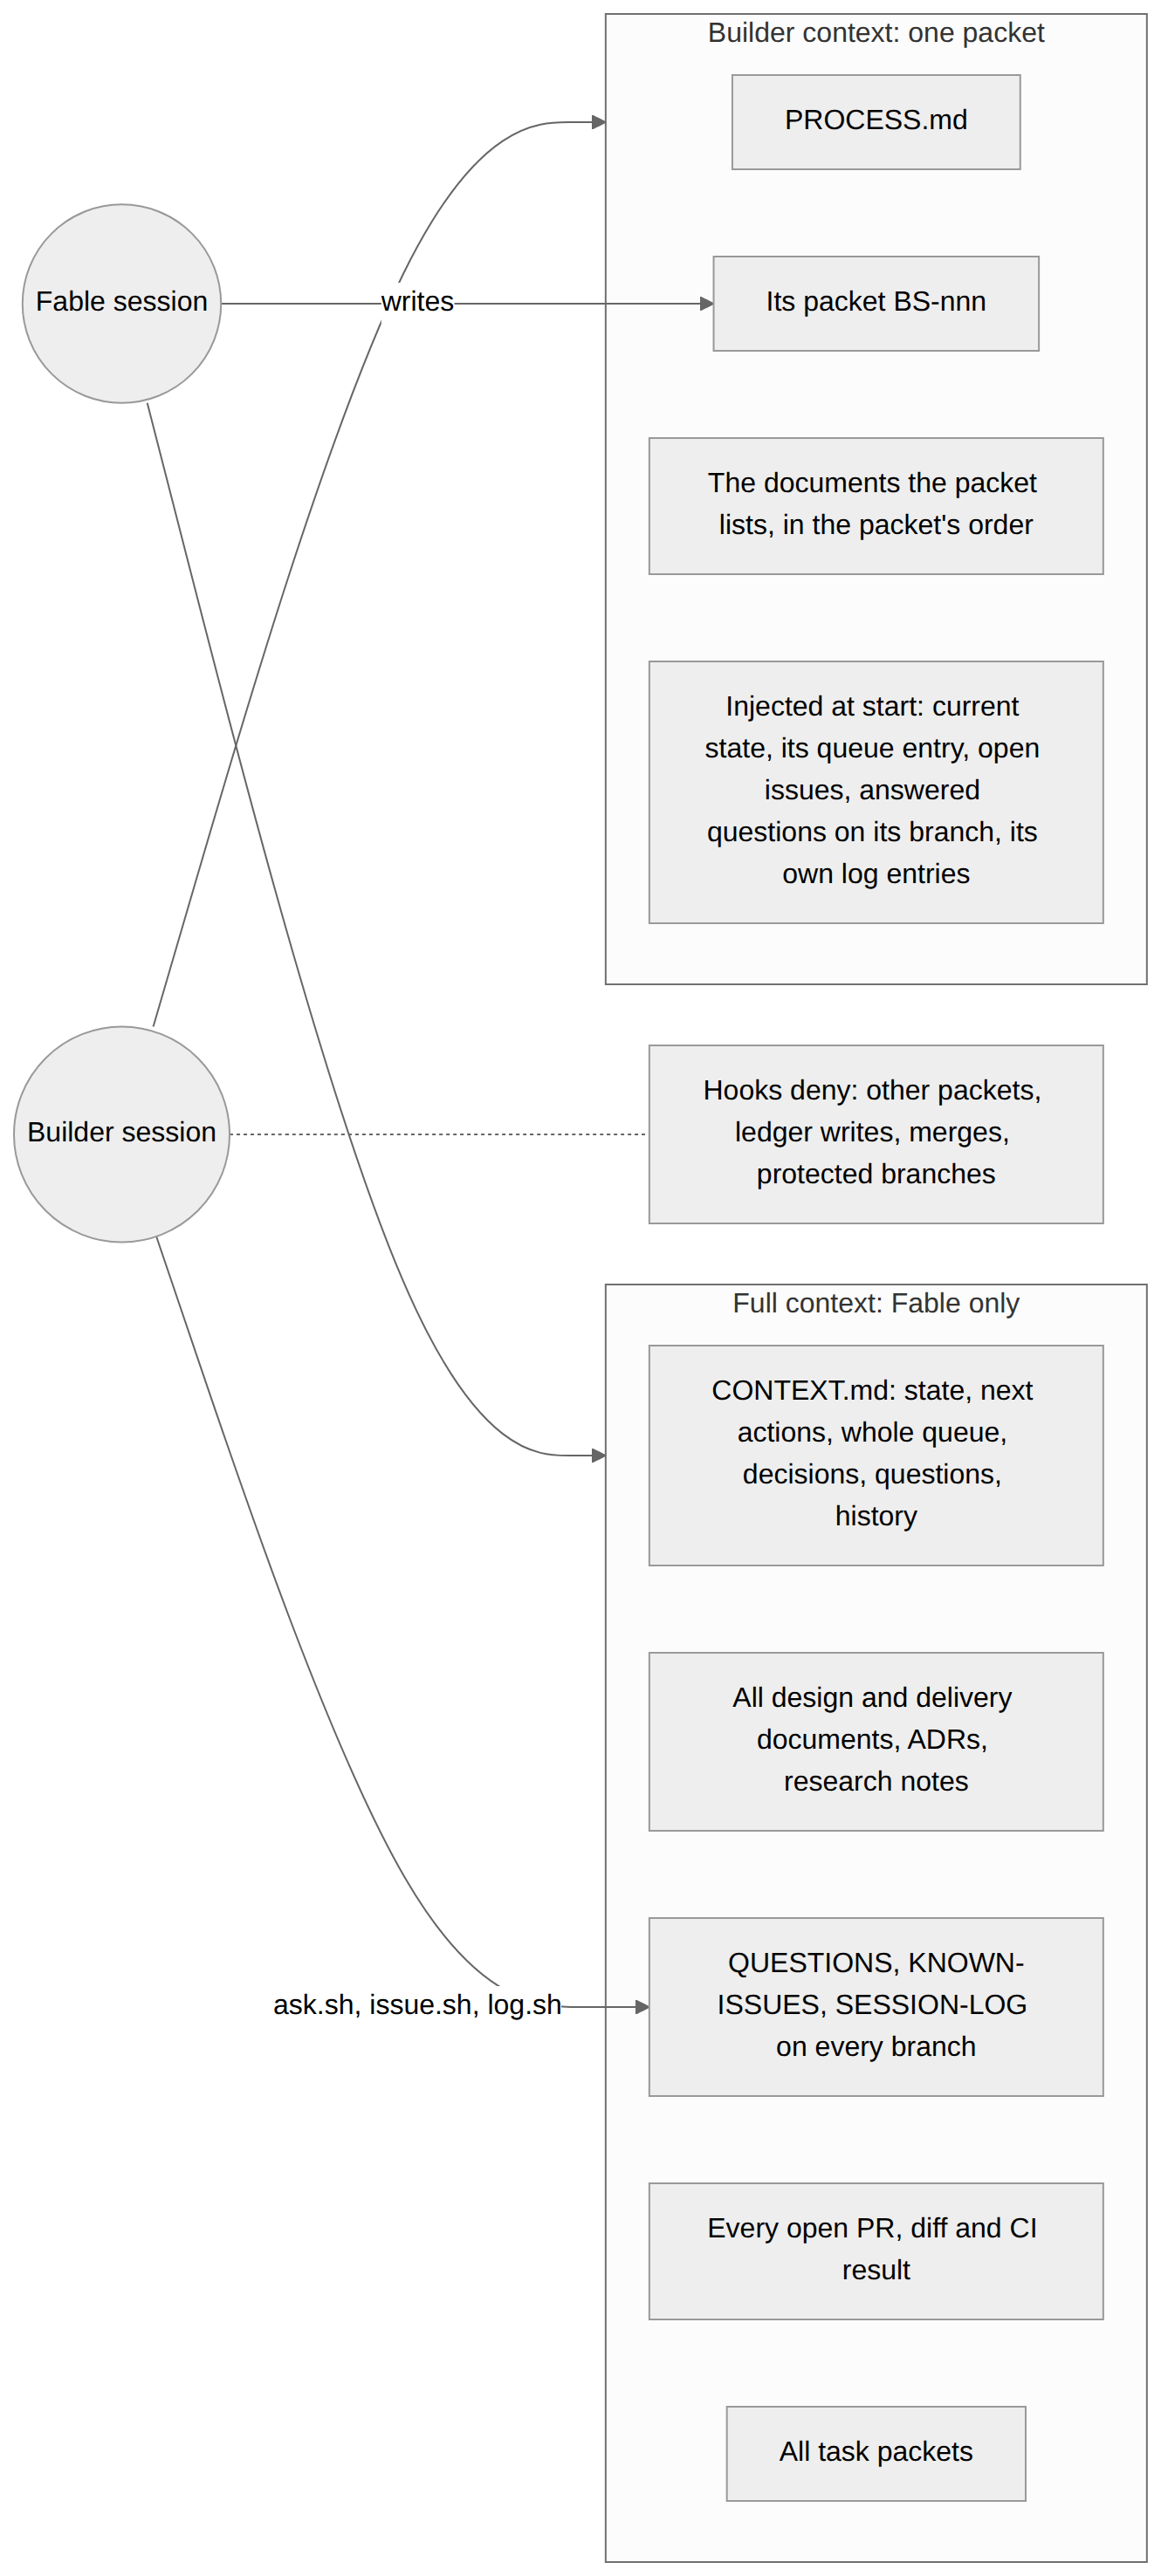 Builder context: one packet
PROCESS.md
Fable session
writes
Its packet BS-nnn
The documents the packet
lists, in the packet's order
Injected at start: current
state, its queue entry, open
issues, answered
questions on its branch, its
own log entries
Builder session
Hooks deny: other packets,
ledger writes, merges,
protected branches
Full context: Fable only
CONTEXT.md: state, next
actions, whole queue,
decisions, questions,
history
All design and delivery
documents, ADRs,
research notes
ask.sh, issue.sh, log.sh
QUESTIONS, KNOWN-
ISSUES, SESSION-LOG
on every branch
Every open PR, diff and CI
result
All task packets